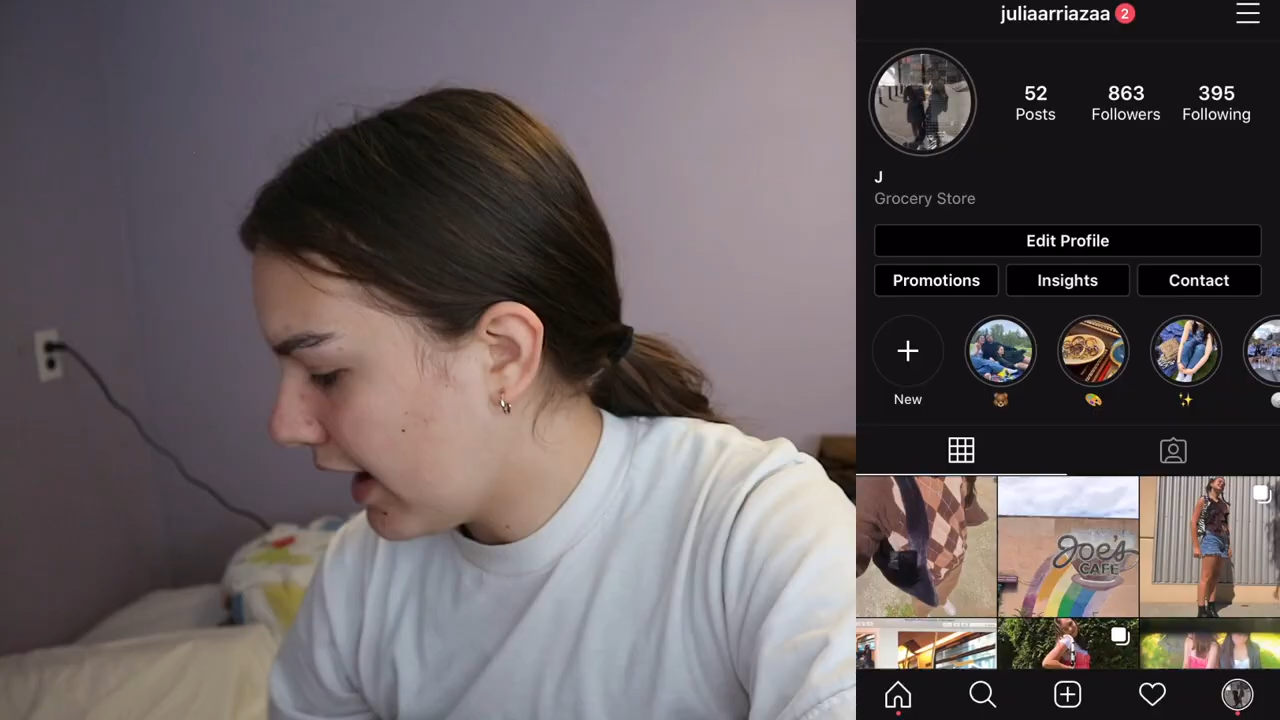 juliaarriazaa 2
52 863 395
Posts Followers Following
J
Grocery Store
Edit Profile
Promotions Insights Contact
New
Joe's
CAFE